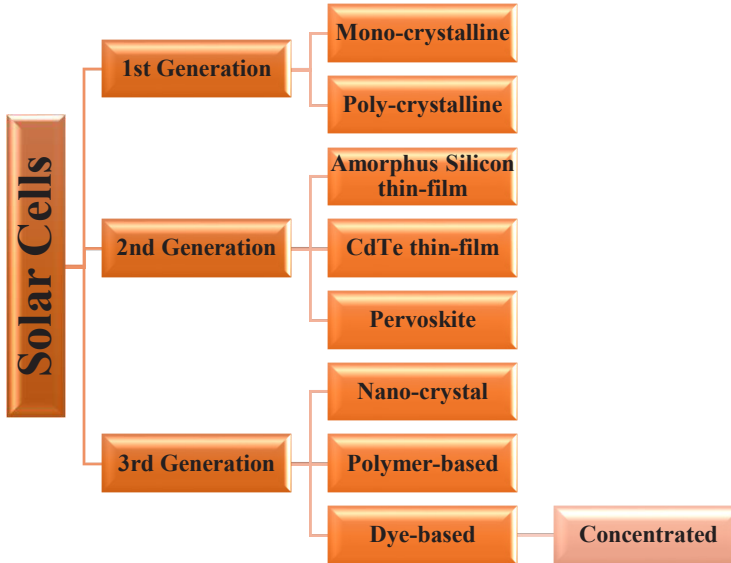 Solar Cells
1st Generation
Mono-crystalline
Poly-crystalline
2nd Generation
Amorphus Silicon
thin-film
CdTe thin-film
Pervoskite
3rd Generation
Nano-crystal
Polymer-based
Dye-based
Concentrated